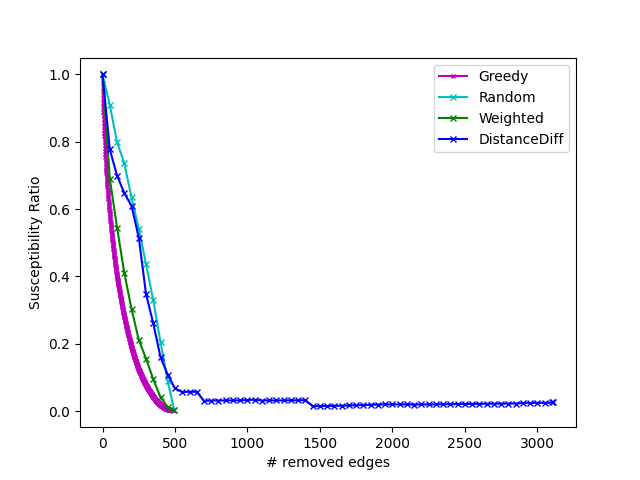 Greedy
Random
Weighted
DistanceDiff
1.0
0.8
0.6
0.4
0.2
0.0
Susceptibility Ratio
0 500 1000 1500 2000 2500 3000
# removed edges